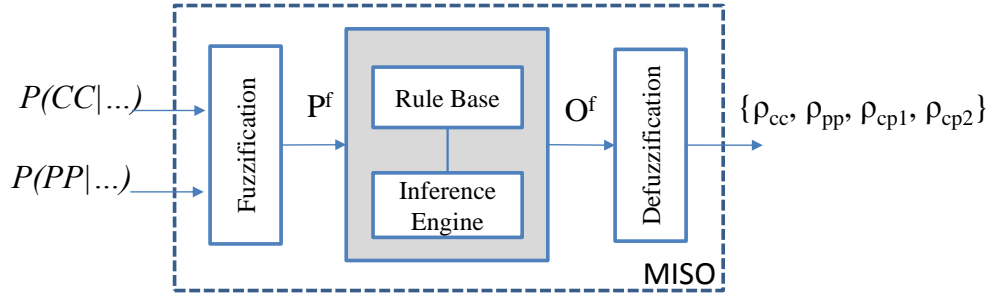 P(CC|...)
P(PP|...)
Fuzzification
Pᶠ
Rule Base
Inference
Engine
Oᶠ
Defuzzification
{ρcc, ρpp, ρcp1, ρcp2}
MISO